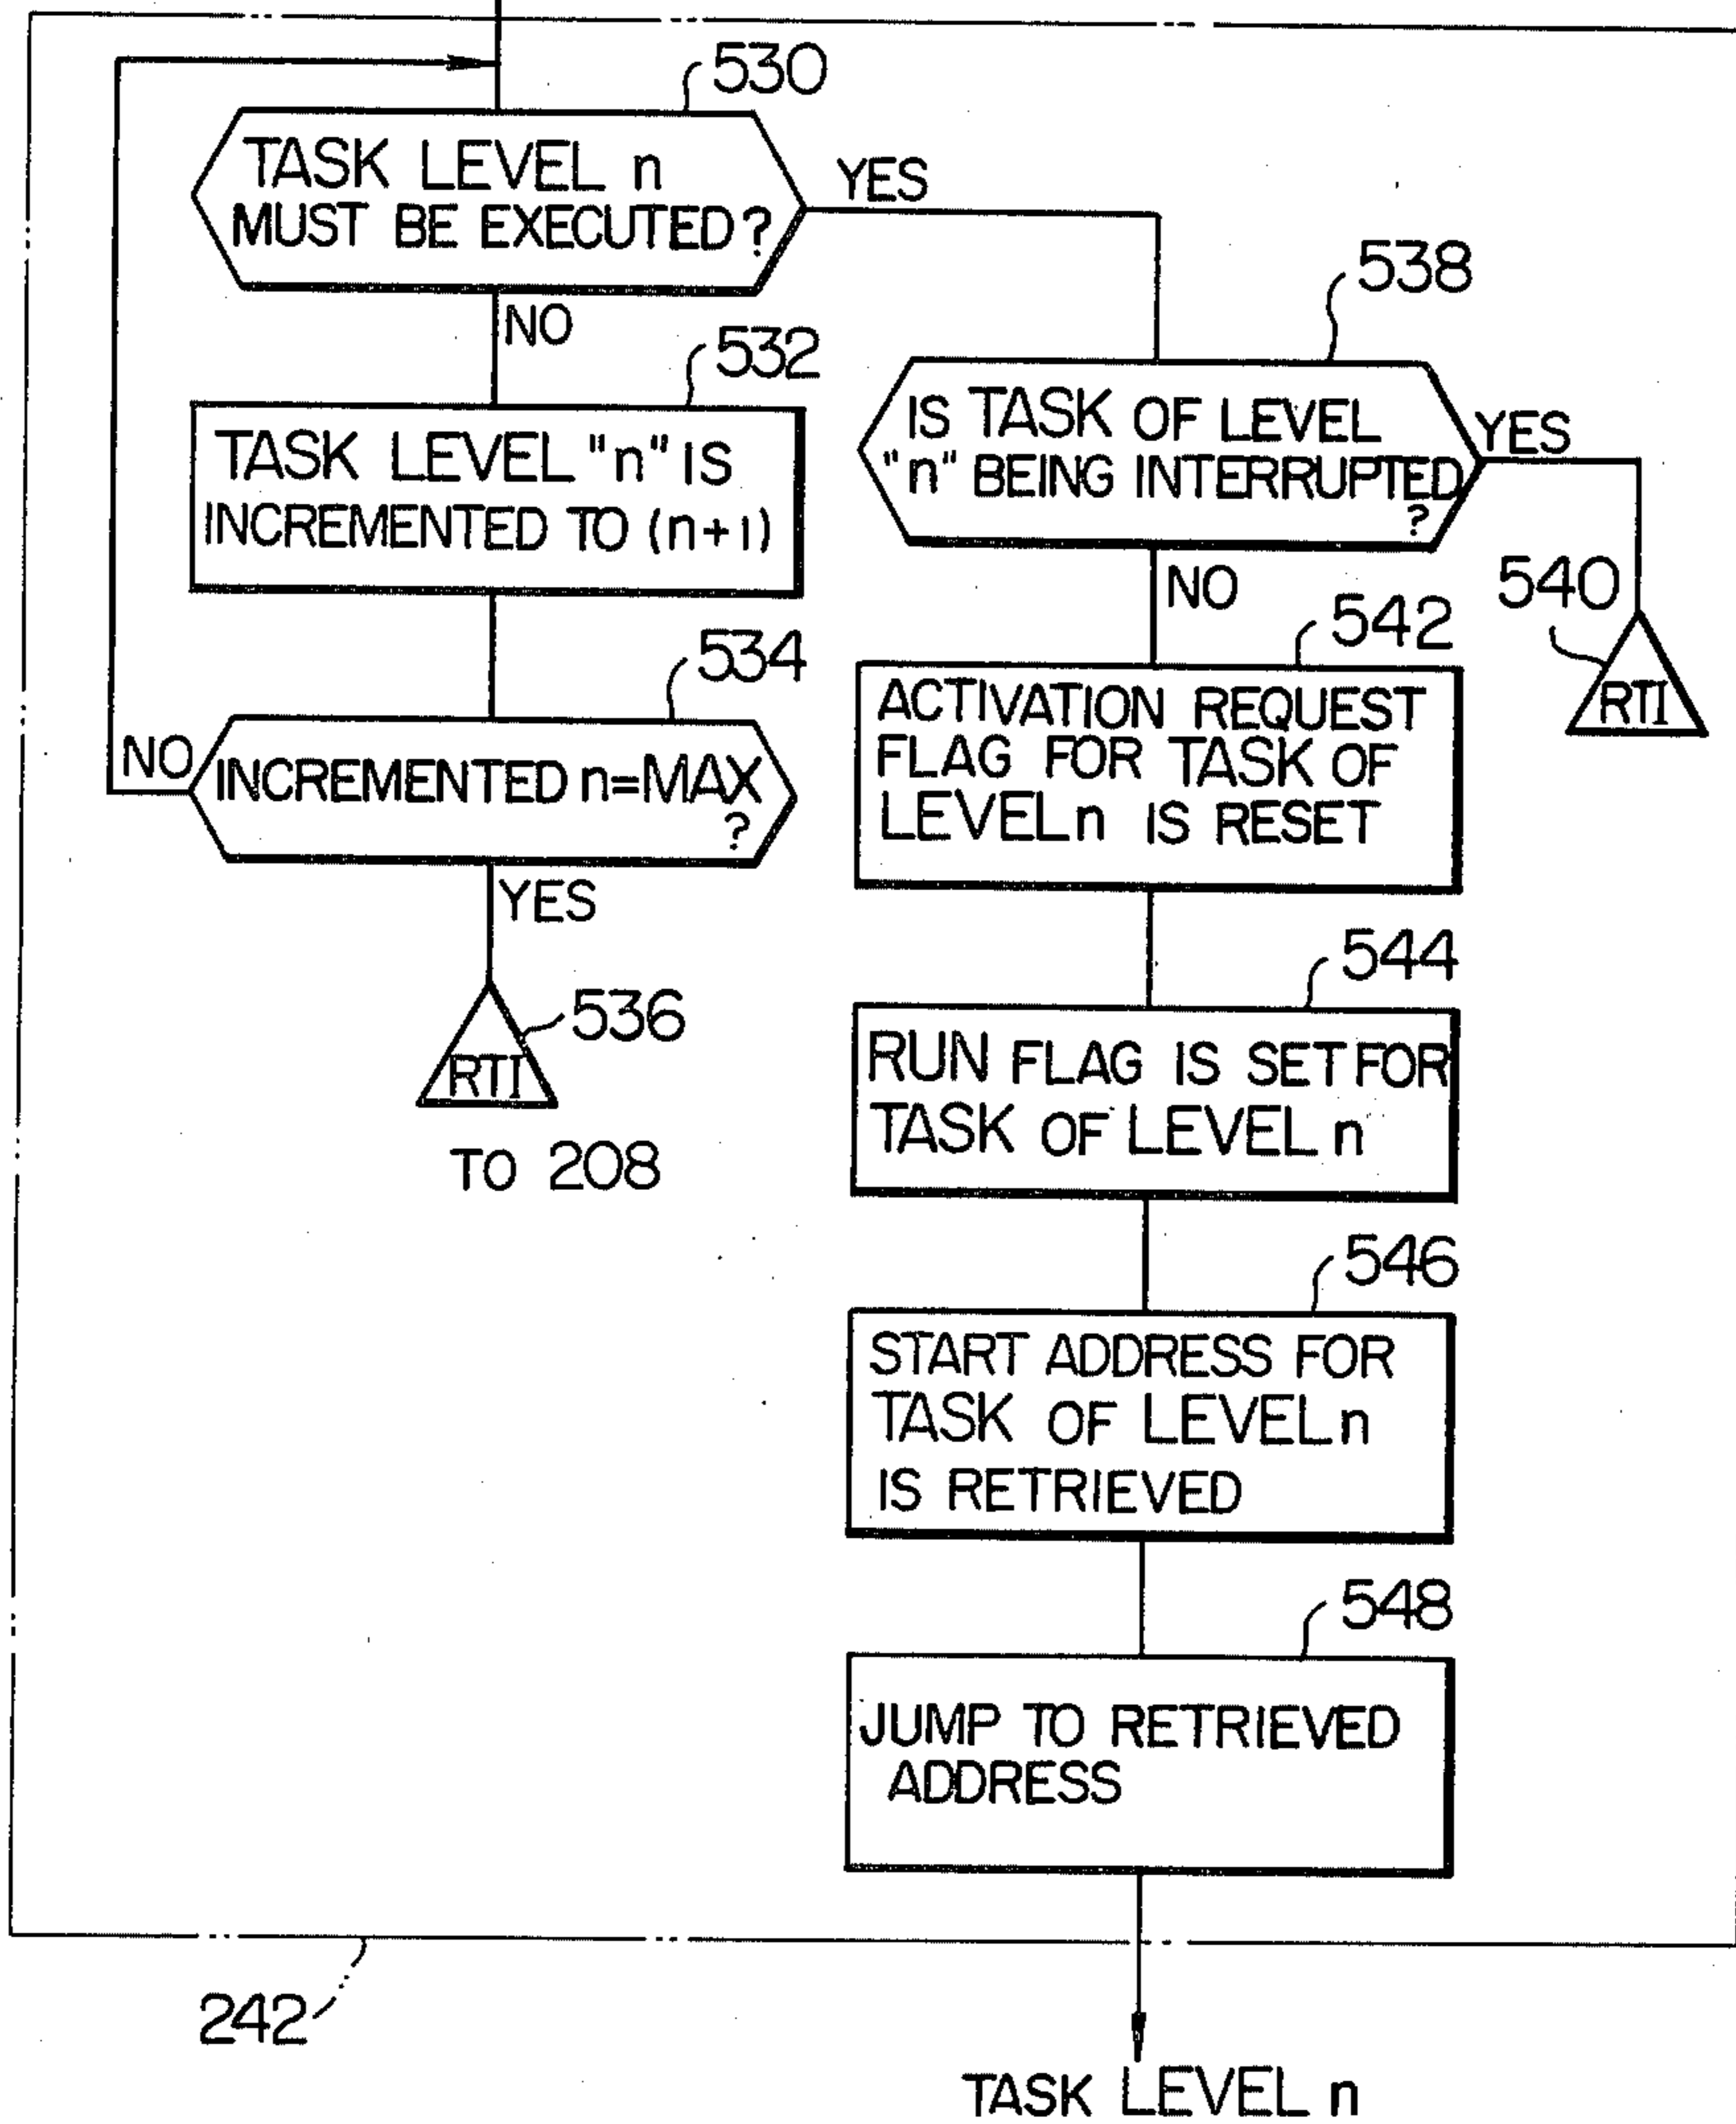 530
TASK LEVEL n
MUST BE EXECUTED?
YES
NO
532
TASK LEVEL "n" IS
INCREMENTED TO (n+1)
534
INCREMENTED n=MAX
?
NO
YES
536
RTI
TO 208
538
IS TASK OF LEVEL
"n" BEING INTERRUPTED
?
YES
540
RTI
NO
542
ACTIVATION REQUEST
FLAG FOR TASK OF
LEVEL n IS RESET
544
RUN FLAG IS SET FOR
TASK OF LEVEL n
546
START ADDRESS FOR
TASK OF LEVEL n
IS RETRIEVED
548
JUMP TO RETRIEVED
ADDRESS
242
TASK LEVEL n